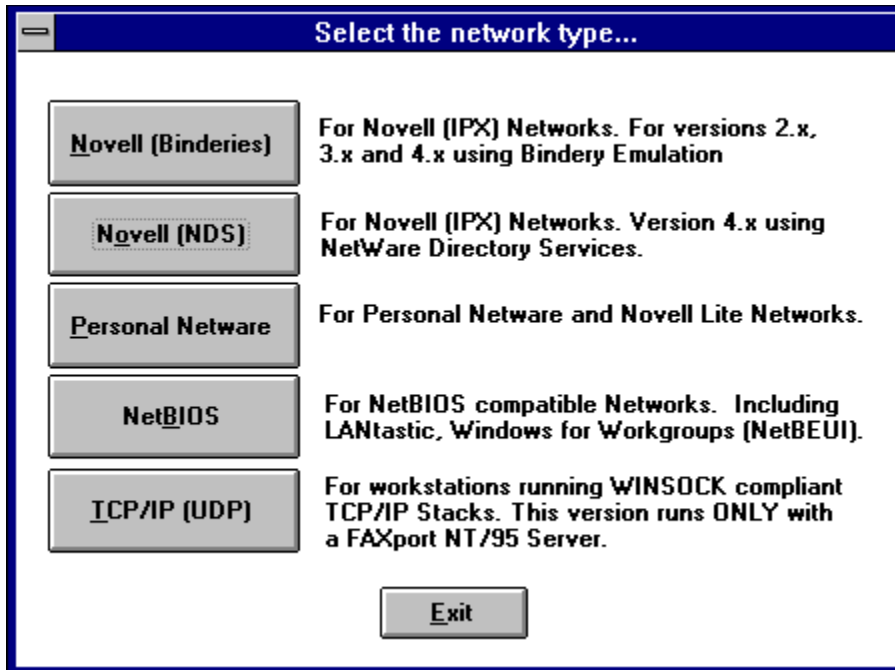 Select the network type...
Novell (Binderies)
For Novell (IPX) Networks. For versions 2.x,
3.x and 4.x using Bindery Emulation
Novell (NDS)
For Novell (IPX) Networks. Version 4.x using
NetWare Directory Services.
Personal Netware
For Personal Netware and Novell Lite Networks.
NetBIOS
For NetBIOS compatible Networks.  Including
LANtastic, Windows for Workgroups (NetBEUI).
TCP/IP (UDP)
For workstations running WINSOCK compliant
TCP/IP Stacks. This version runs ONLY with
a FAXport NT/95 Server.
Exit